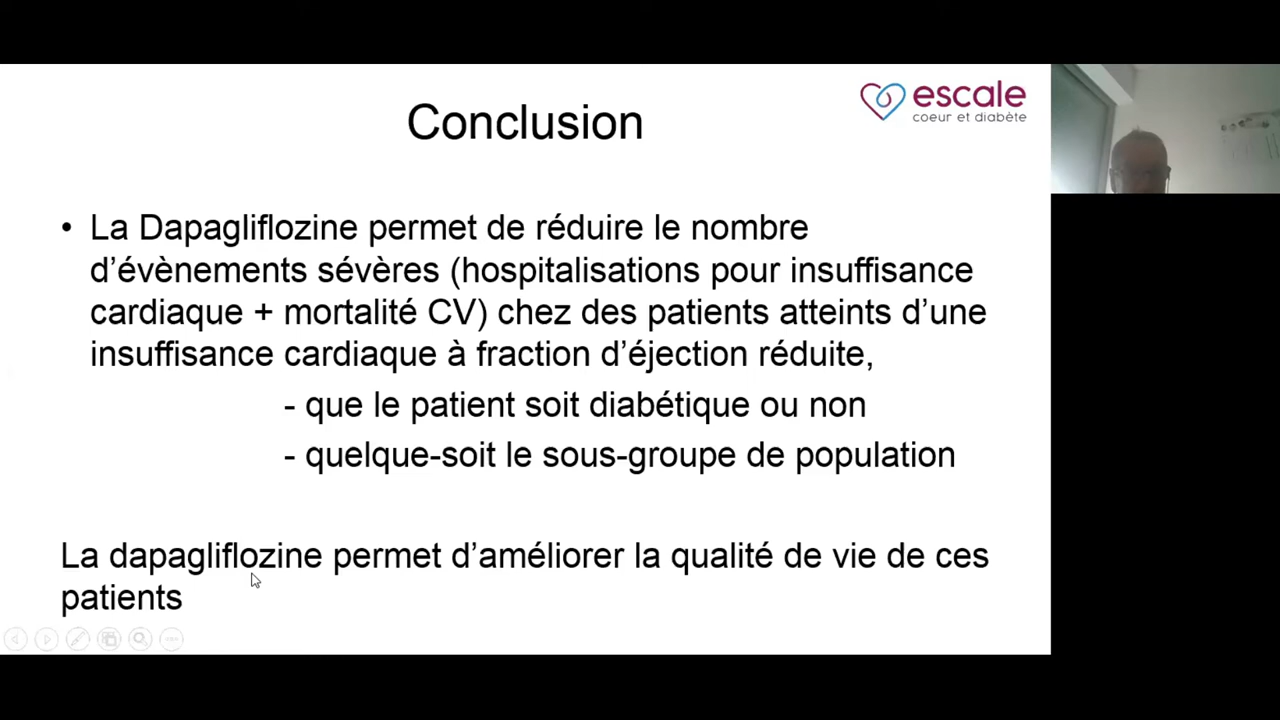 escale
coeur et diabète
Conclusion
• La Dapagliflozine permet de réduire le nombre
d’évènements sévères (hospitalisations pour insuffisance
cardiaque + mortalité CV) chez des patients atteints d’une
insuffisance cardiaque à fraction d’éjection réduite,
- que le patient soit diabétique ou non
- quelque-soit le sous-groupe de population
La dapagliflozine permet d’améliorer la qualité de vie de ces
patients